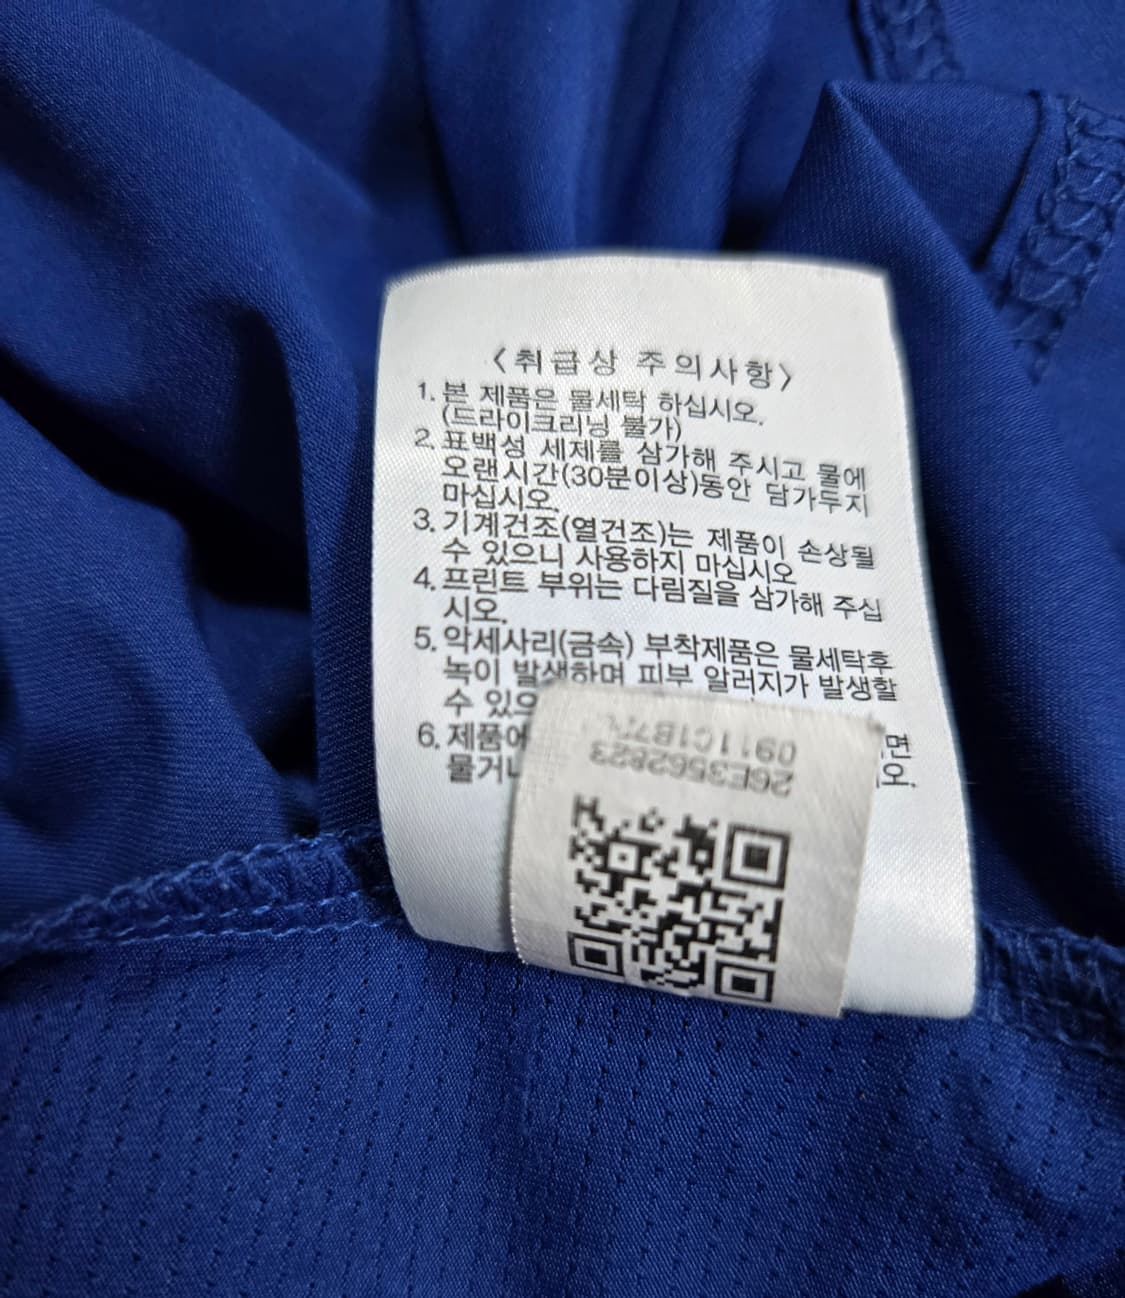 <취급상 주의사항>
1. 본 제품은 물세탁 하십시오.
(드라이크리닝 불가)
2. 표백성 세제를 삼가해 주시고 물에
오랜시간(30분이상)동안 담가두지
마십시오.
3. 기계건조(열건조)는 제품이 손상될
수 있으니 사용하지 마십시오
4. 프린트 부위는 다림질을 삼가해 주십
시오.
5. 악세사리(금속) 부착제품은 물세탁후
녹이 발생하며 피부 알러지가 발생할
수 있으
6. 제품에 면
물거나 오.
26E3562823